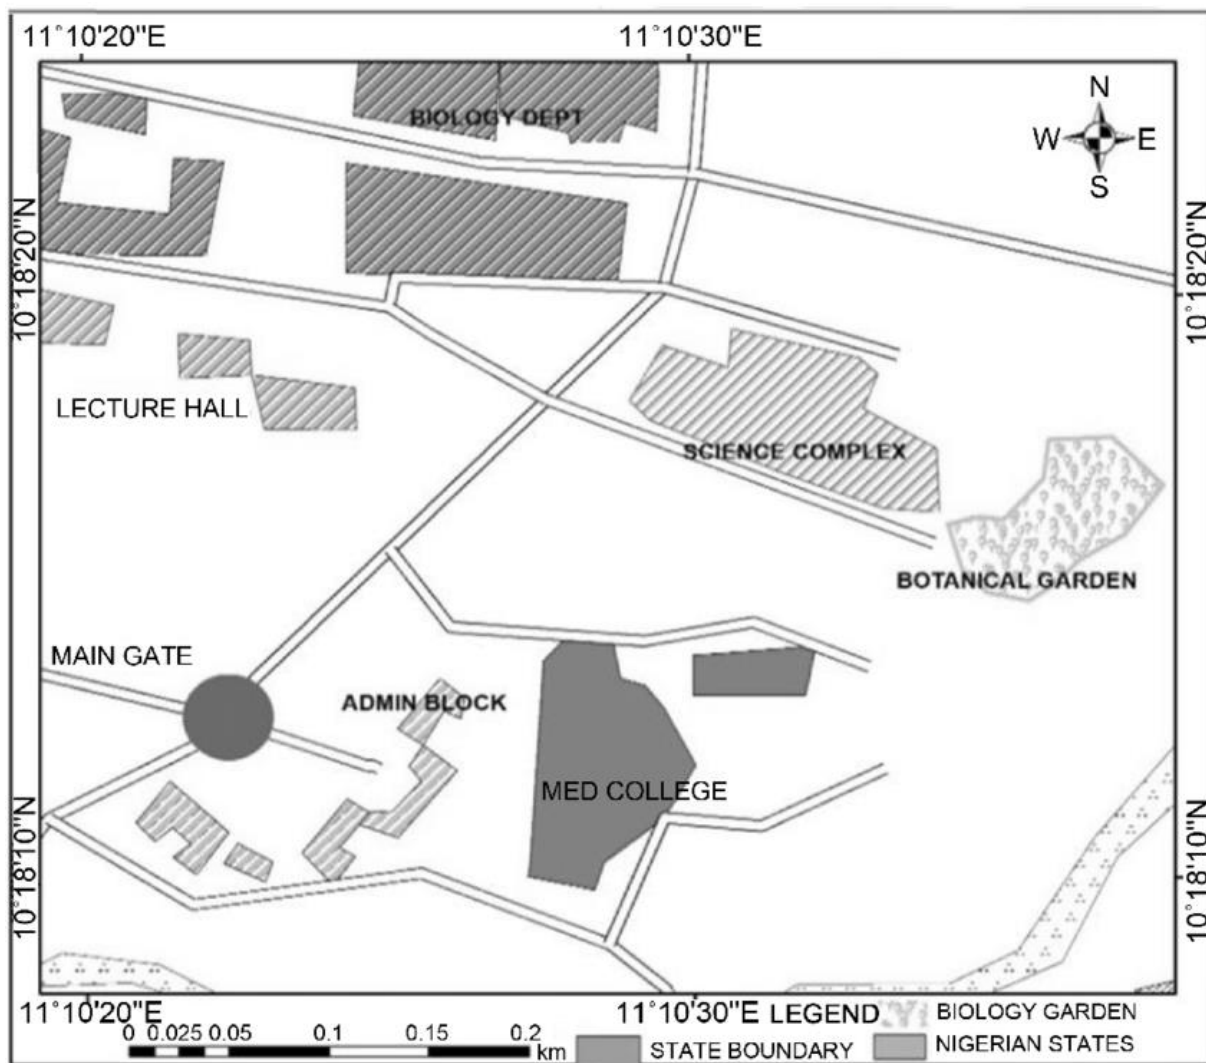 11°10'20"E
11°10'30"E
N
W E
S
BIOLOGY DEPT
10°18'20"N
10°18'20"N
LECTURE HALL
SCIENCE COMPLEX
BOTANICAL GARDEN
MAIN GATE
ADMIN BLOCK
MED COLLEGE
10°18'10"N
10°18'10"N
11°10'20"E
11°10'30"E
LEGEND
BIOLOGY GARDEN
0 0.025 0.05 0.1 0.15 0.2
km
STATE BOUNDARY
NIGERIAN STATES